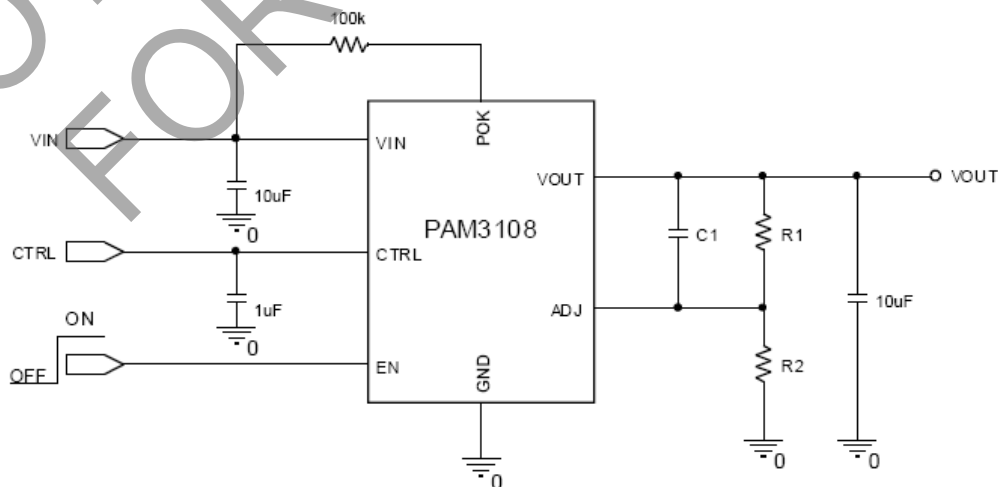 FOR
100k
VIN
VIN
POK
10uF
0
VOUT
VOUT
PAM3108
C1
R1
CTRL
CTRL
1uF
0
ADJ
10uF
ON
OFF
EN
GND
R2
0
0
0